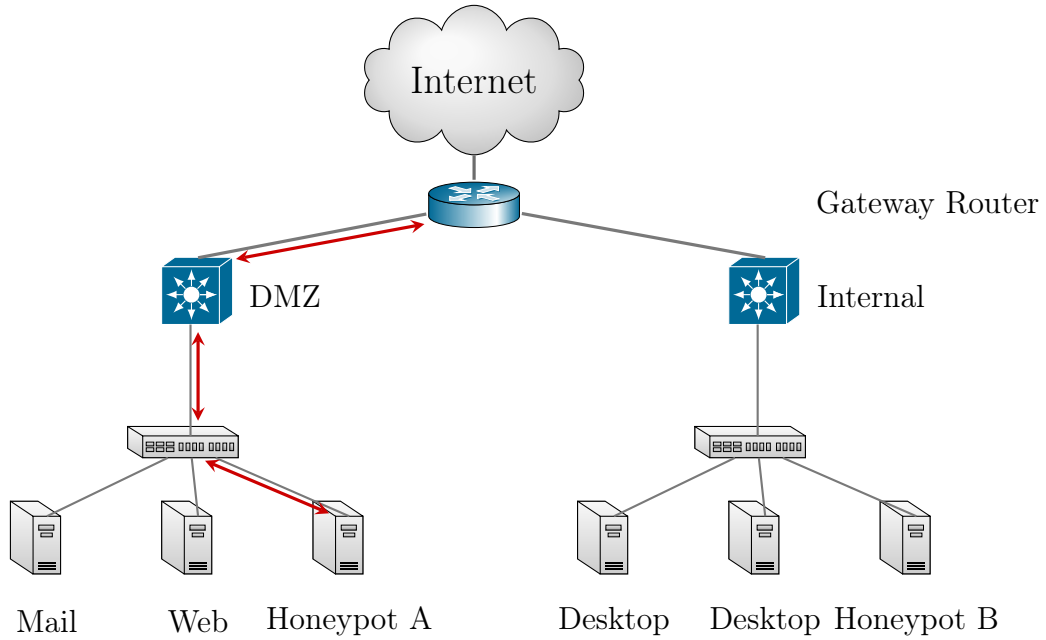 Internet
Gateway Router
DMZ
Internal
Mail
Web
Honeypot A
Desktop
Desktop
Honeypot B